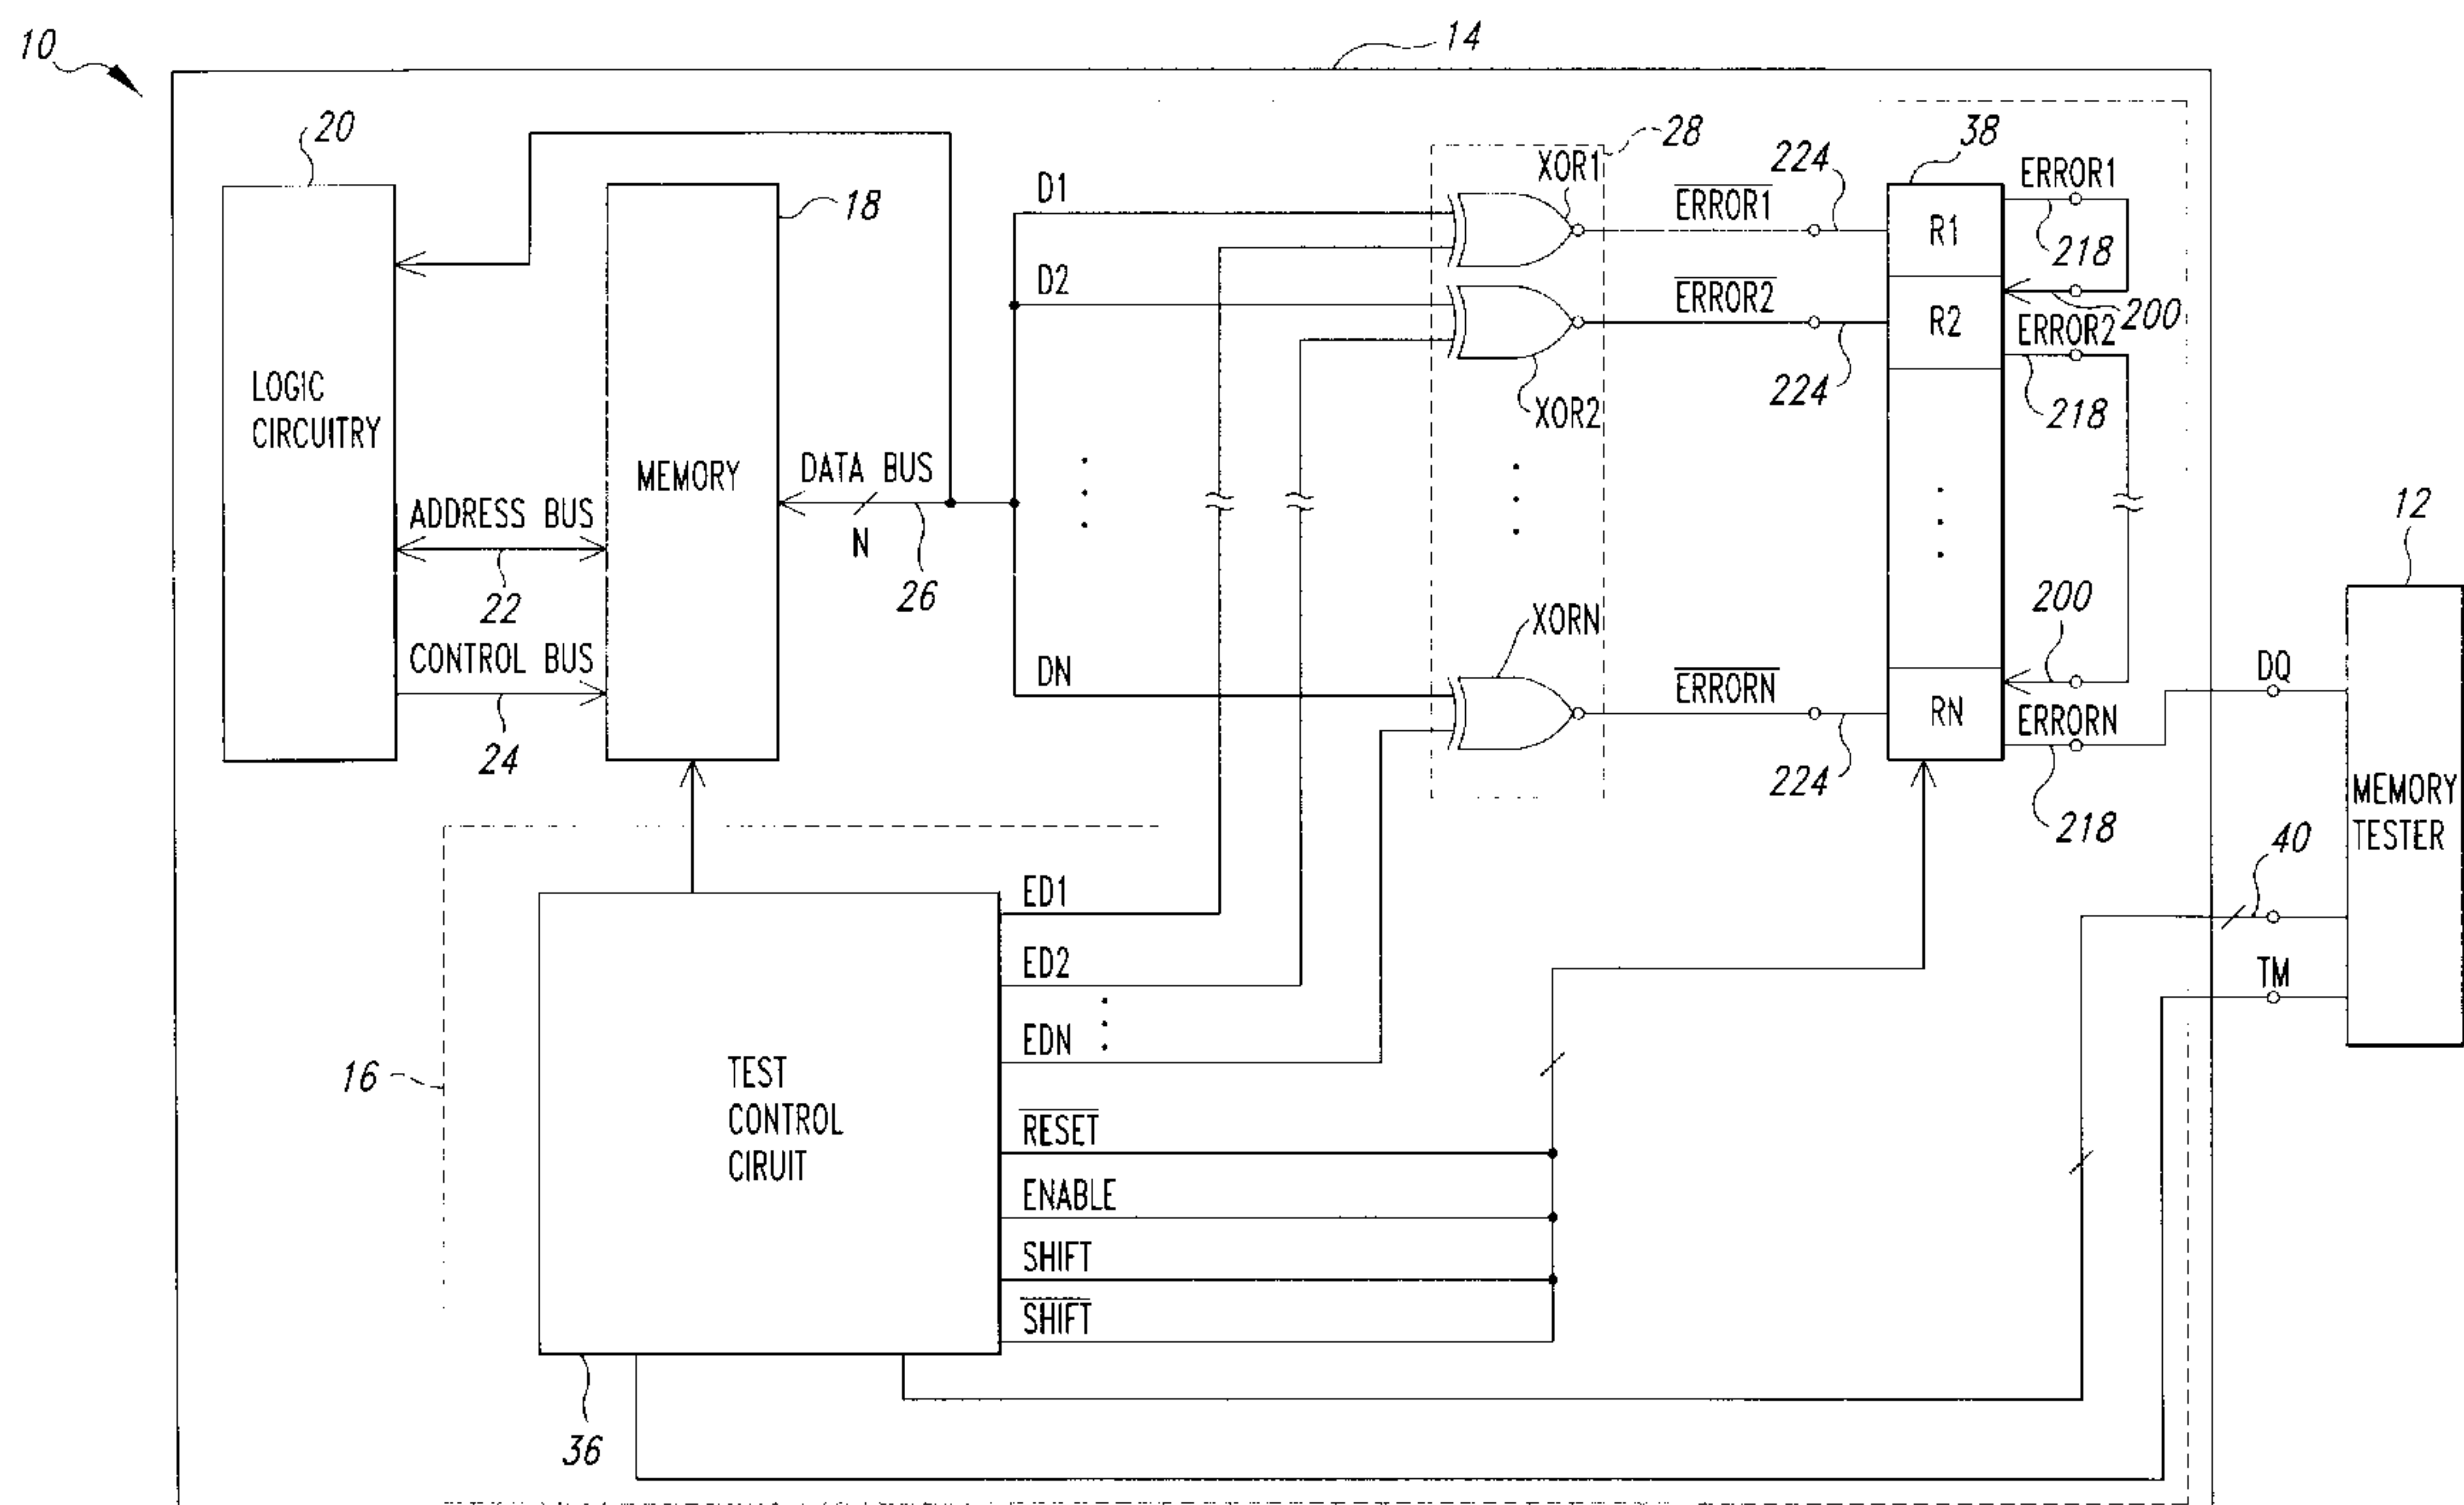 10
14
20
18
28
38
XOR1
224
ERROR1
D1
ERROR1
R1
218
D2
ERROR2
R2
200
ERROR2
224
218
XOR2
LOGIC
CIRCUITRY
MEMORY
DATA BUS
N
26
ADDRESS BUS
22
CONTROL BUS
24
12
XORN
200
DN
ERRORN
RN
ERRORN
DQ
224
218
MEMORY
TESTER
40
ED1
ED2
TM
EDN
16
TEST
CONTROL
CIRUIT
RESET
ENABLE
SHIFT
SHIFT
36